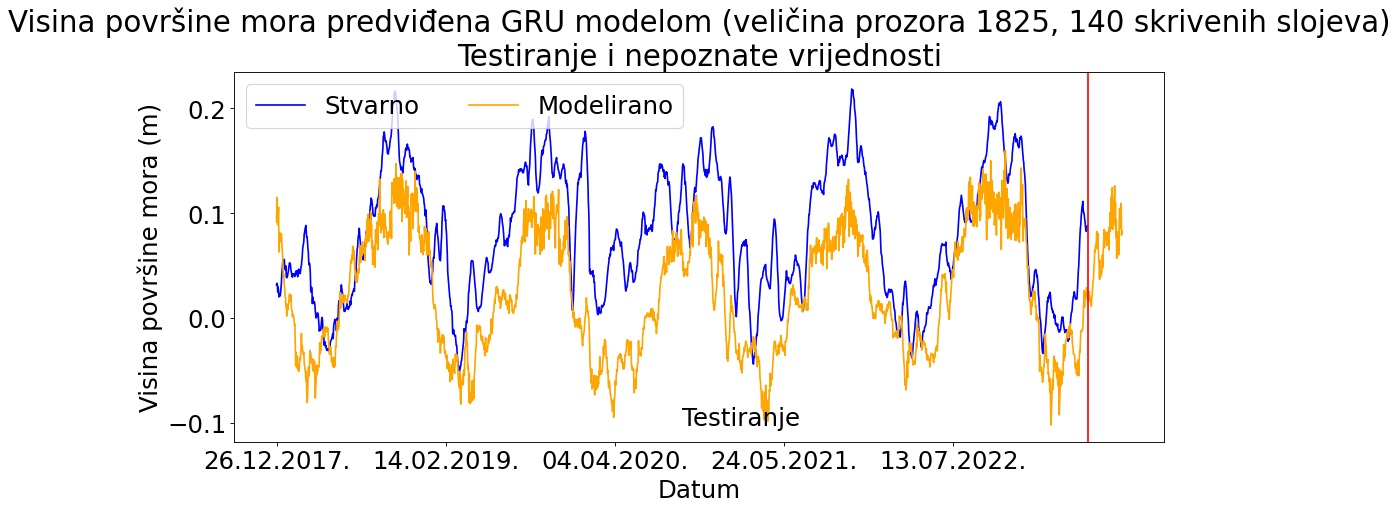 Visina površine mora predviđena GRU modelom (veličina prozora 1825, 140 skrivenih slojeva)
Testiranje i nepoznate vrijednosti
Stvarno
Modelirano
Visina površine mora (m)
0.2
0.1
0.0
−0.1
Testiranje
26.12.2017.
14.02.2019.
04.04.2020.
24.05.2021.
13.07.2022.
Datum